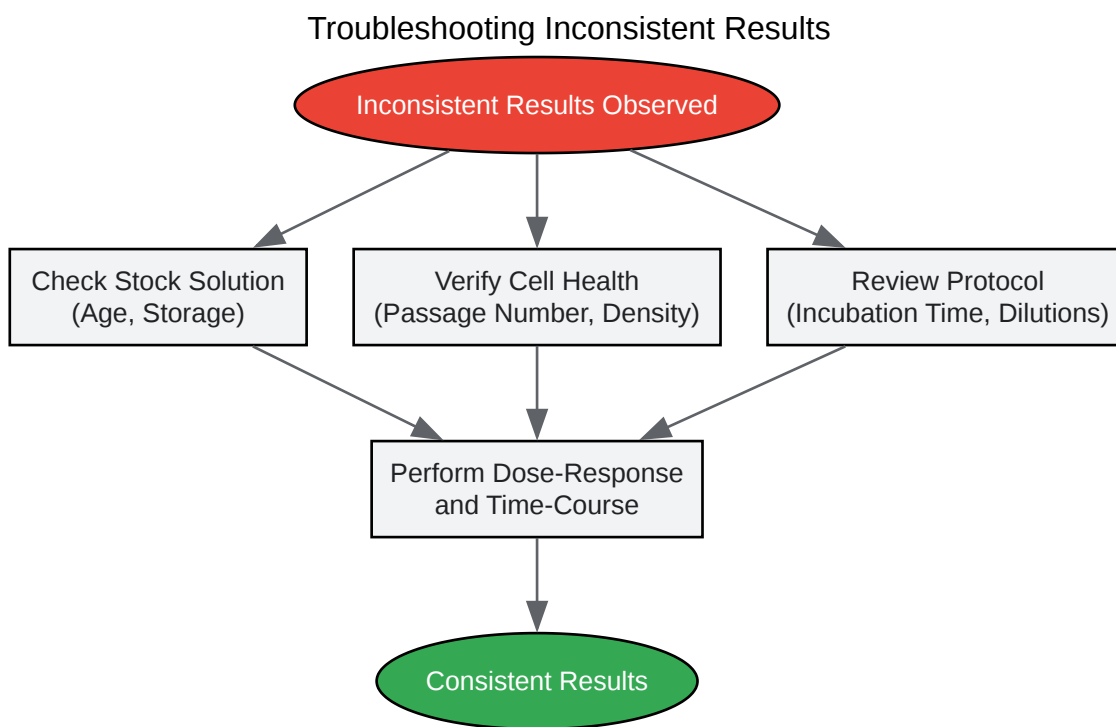 Troubleshooting Inconsistent Results
Inconsistent Results Observed
Check Stock Solution
(Age, Storage)
Verify Cell Health
(Passage Number, Density)
Review Protocol
(Incubation Time, Dilutions)
Perform Dose-Response
and Time-Course
Consistent Results